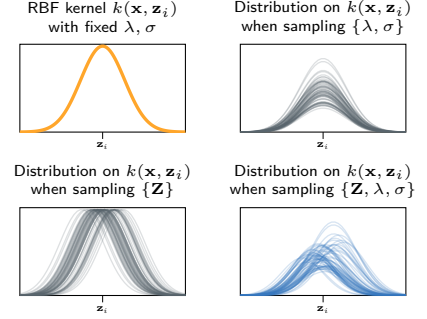 RBF kernel k(x, z_i)
with fixed λ, σ
z_i
Distribution on k(x, z_i)
when sampling {λ, σ}
z_i
Distribution on k(x, z_i)
when sampling {Z}
z_i
Distribution on k(x, z_i)
when sampling {Z, λ, σ}
z_i